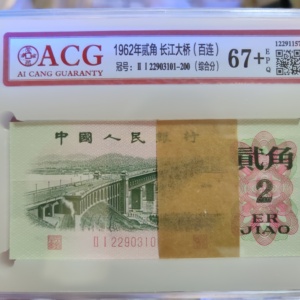 ACG
AI CANG GUARANTY
1962年贰角 长江大桥 (百连)
冠号: II I 22903101-200 (综合分)
67+
EPQ
1229115
中國人民銀行
贰角
2
ER
JIAO
II I 2290310